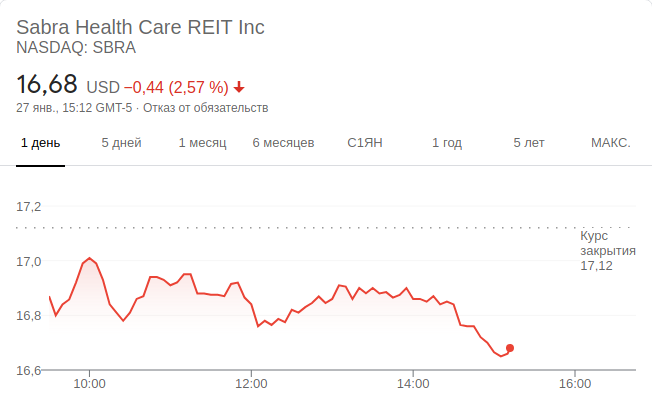 Sabra Health Care REIT Inc
NASDAQ: SBRA
16,68 USD −0,44 (2,57 %)
27 янв., 15:12 GMT-5 · Отказ от обязательств
1 день 5 дней 1 месяц 6 месяцев С1ЯН 1 год 5 лет МАКС.
17,2
Курс
закрытия
17,12
17,0
16,8
16,6
10:00 12:00 14:00 16:00